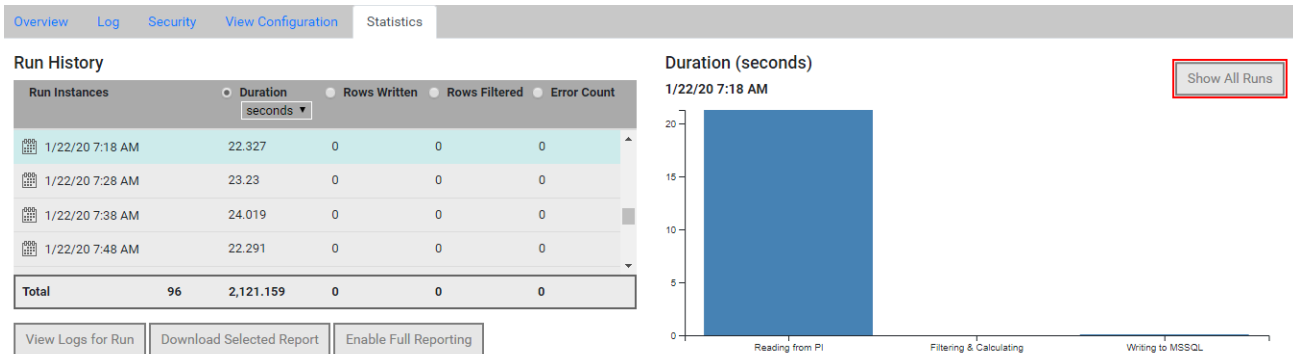 Overview Log Security View Configuration Statistics
Run History
Run Instances Duration Rows Written Rows Filtered Error Count
seconds ▼
1/22/20 7:18 AM 22.327 0 0 0
1/22/20 7:28 AM 23.23 0 0 0
1/22/20 7:38 AM 24.019 0 0 0
1/22/20 7:48 AM 22.291 0 0 0
Total 96 2,121.159 0 0 0
View Logs for Run Download Selected Report Enable Full Reporting
Duration (seconds)
Show All Runs
1/22/20 7:18 AM
20
15
10
5
0
Reading from PI Filtering & Calculating Writing to MSSQL